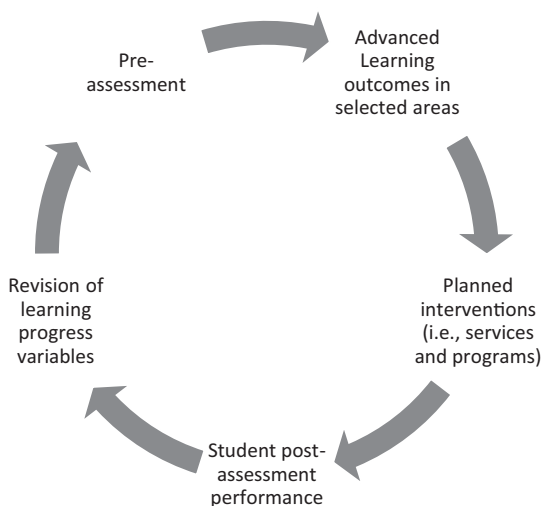 Pre-
assessment
Advanced
Learning
outcomes in
selected areas
Planned
interventions
(i.e., services
and programs)
Student post-
assessment
performance
Revision of
learning
progress
variables